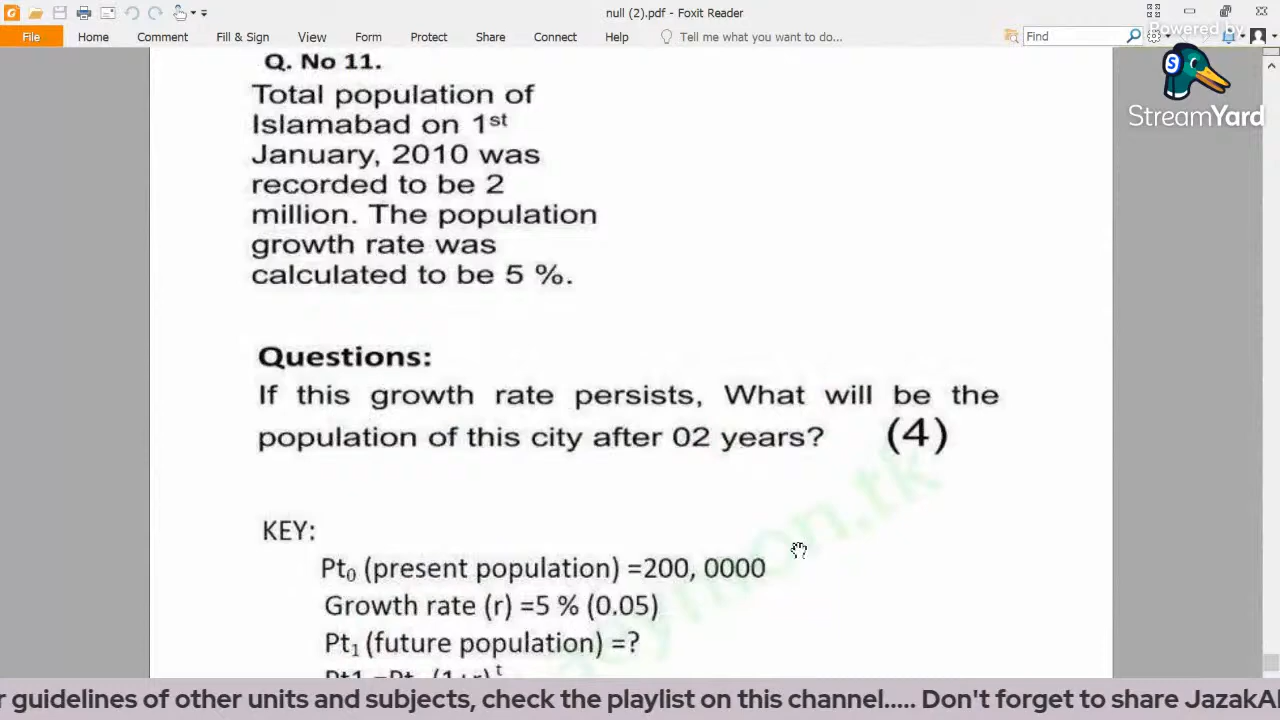 null (2).pdf - Foxit Reader
File Home Comment Fill & Sign View Form Protect Share Connect Help Tell me what you want to do... Find
Powered by
StreamYard
Q. No 11.
Total population of
Islamabad on 1st
January, 2010 was
recorded to be 2
million. The population
growth rate was
calculated to be 5 %.
Questions:
If this growth rate persists, What will be the
population of this city after 02 years? (4)
KEY:
Pt0 (present population) =200, 0000
Growth rate (r) =5 % (0.05)
Pt1 (future population) =?
r guidelines of other units and subjects, check the playlist on this channel..... Don't forget to share JazakA